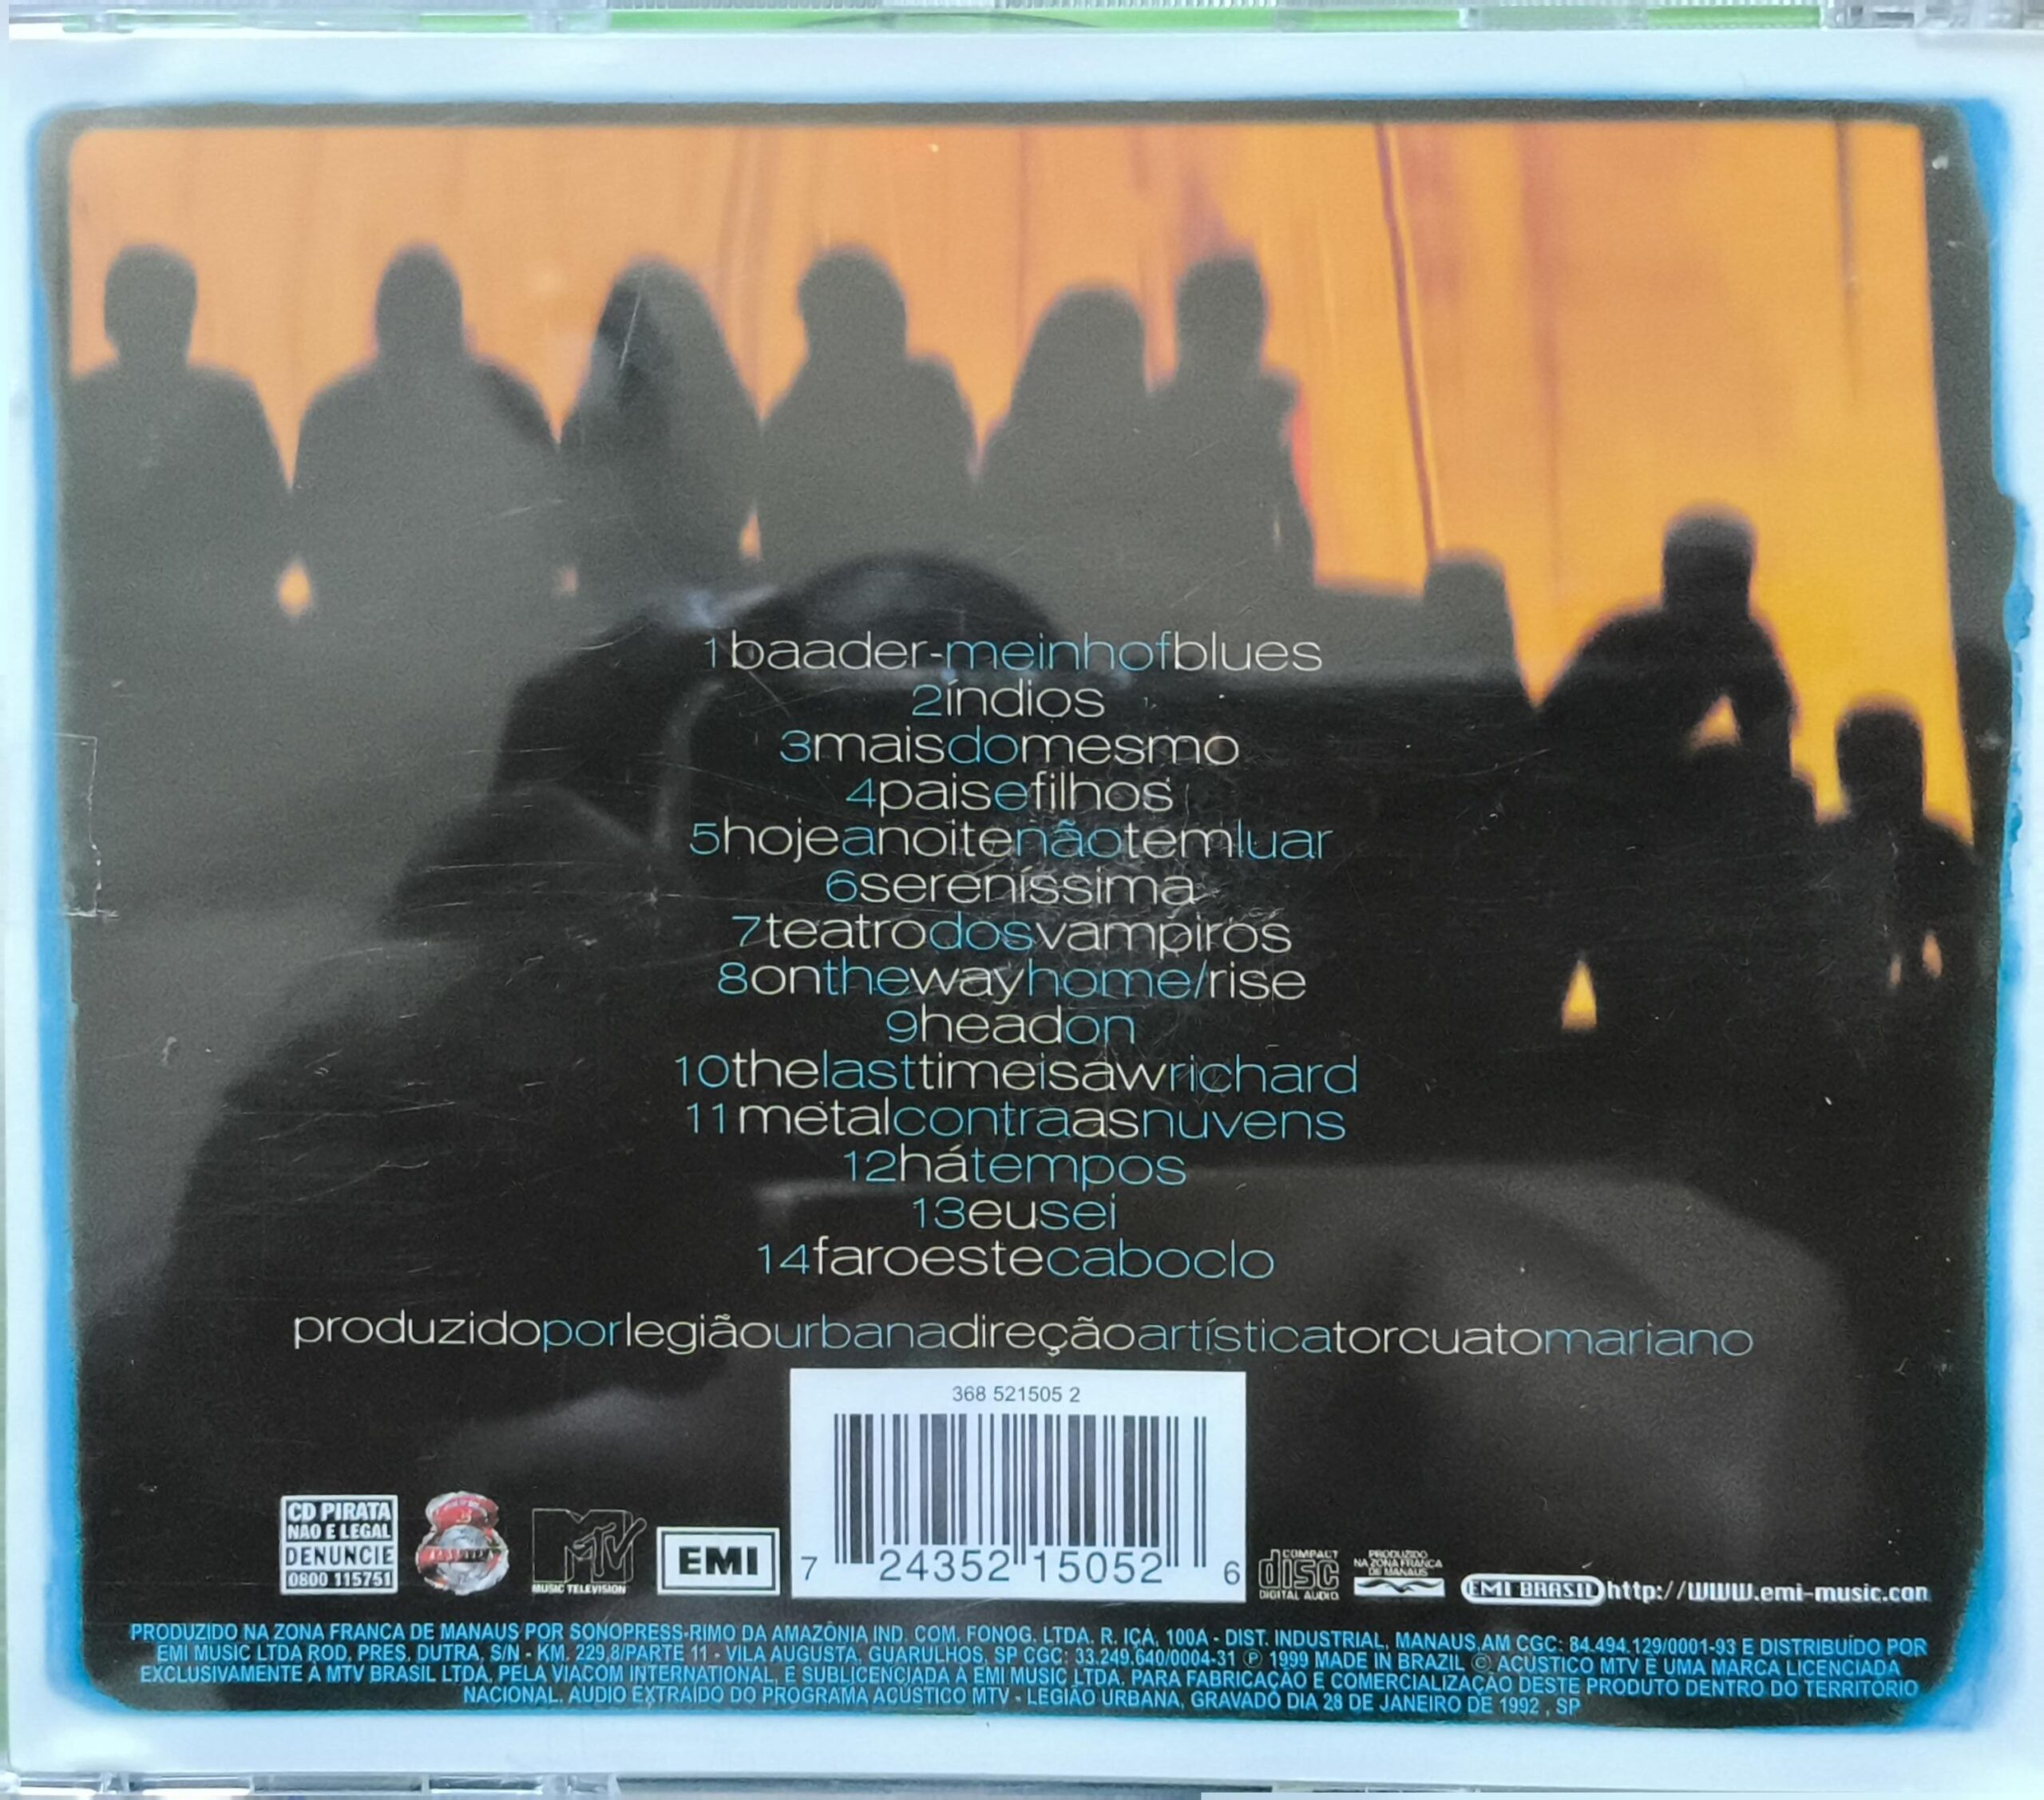 1baader-meinhofblues
2índios
3maisdomesmo
4paisefilhos
5hojeanoitenãotemluar
6sereníssima
7teatrodosvampiros
8onthewayhome/rise
9headon
10thelasttimeisawrichard
11metalcontraasnuvens
12hátempos
13eusei
14faroestecaboclo
produzidoporlegiãourbanadireçãoartísticatorcuatomariano
368 521505 2
7 24352 15052 6
CD PIRATA
NÃO É LEGAL
DENUNCIE
0800 115751
MTV
MUSIC TELEVISION
EMI
COMPACT
disc
DIGITAL AUDIO
PRODUZIDO
NA ZONA FRANCA
DE MANAUS
EMI BRASIL http://www.emi-music.com
PRODUZIDO NA ZONA FRANCA DE MANAUS POR SONOPRESS-RIMO DA AMAZÔNIA IND. COM. FONOG. LTDA. R. IÇÁ, 100A - DIST. INDUSTRIAL, MANAUS,AM CGC: 84.494.129/0001-93 E DISTRIBUÍDO POR
EMI MUSIC LTDA ROD. PRES. DUTRA, S/N - KM. 229,8/PARTE 11 - VILA AUGUSTA, GUARULHOS, SP CGC: 33.249.640/0004-31 Ⓟ 1999 MADE IN BRAZIL © ACÚSTICO MTV É UMA MARCA LICENCIADA
EXCLUSIVAMENTE À MTV BRASIL LTDA. PELA VIACOM INTERNATIONAL, E SUBLICENCIADA À EMI MUSIC LTDA. PARA FABRICAÇÃO E COMERCIALIZAÇÃO DESTE PRODUTO DENTRO DO TERRITÓRIO
NACIONAL. ÁUDIO EXTRAÍDO DO PROGRAMA ACÚSTICO MTV - LEGIÃO URBANA, GRAVADO DIA 28 DE JANEIRO DE 1992 , SP